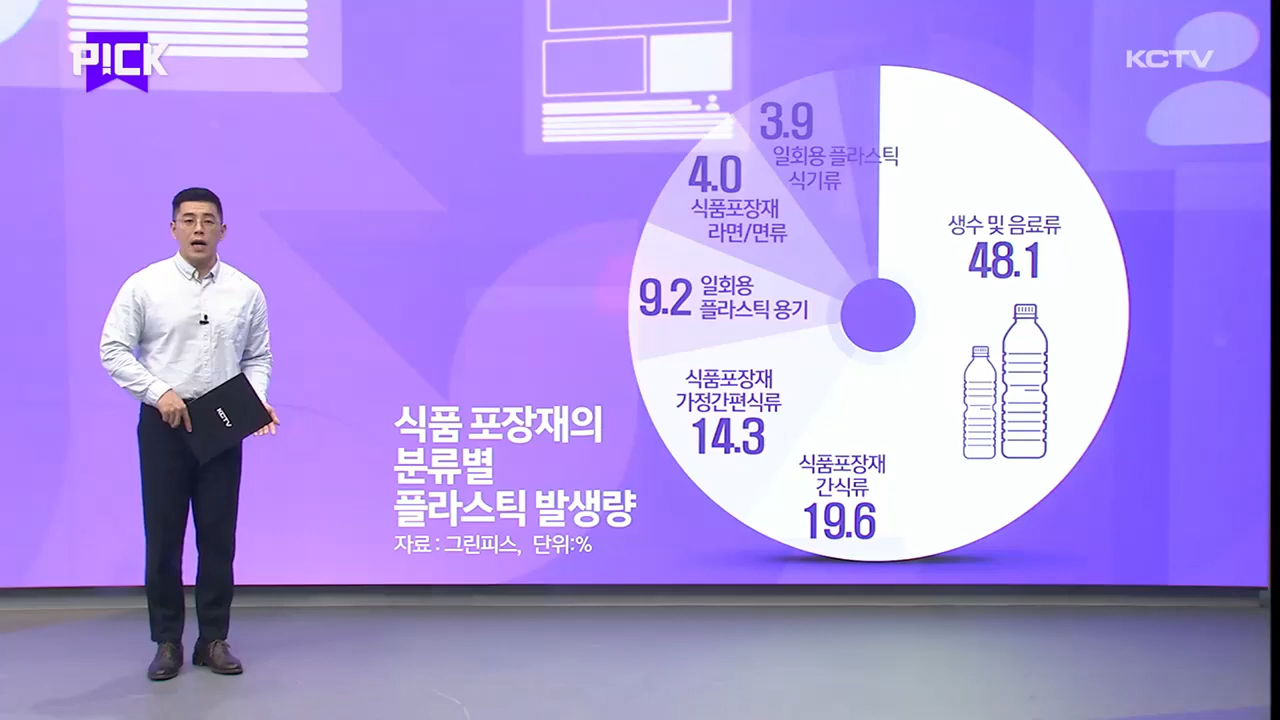 PICK
KCTV
3.9
일회용 플라스틱
식기류
4.0
식품포장재
라면/면류
생수 및 음료류
48.1
9.2
일회용
플라스틱 용기
식품포장재
가정간편식류
14.3
식품포장재
간식류
19.6
KCTV
식품 포장재의
분류별
플라스틱 발생량
자료 : 그린피스, 단위:%